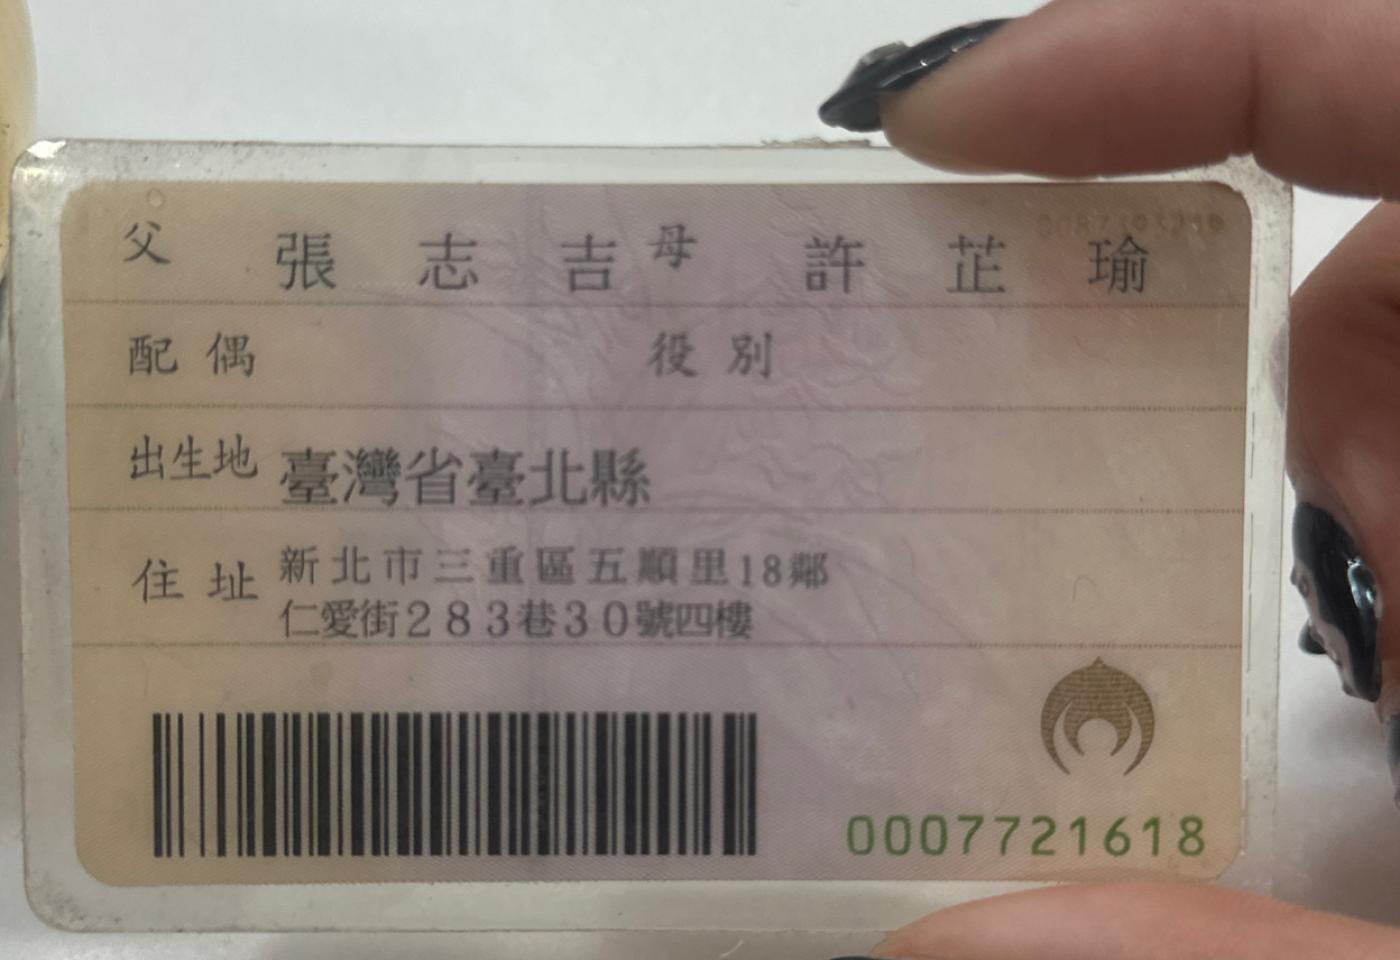 父 張志吉 母 許芷瑜
配偶 役別
出生地 臺灣省臺北縣
住址 新北市三重區五順里18鄰
仁愛街283巷30號四樓
0007721618